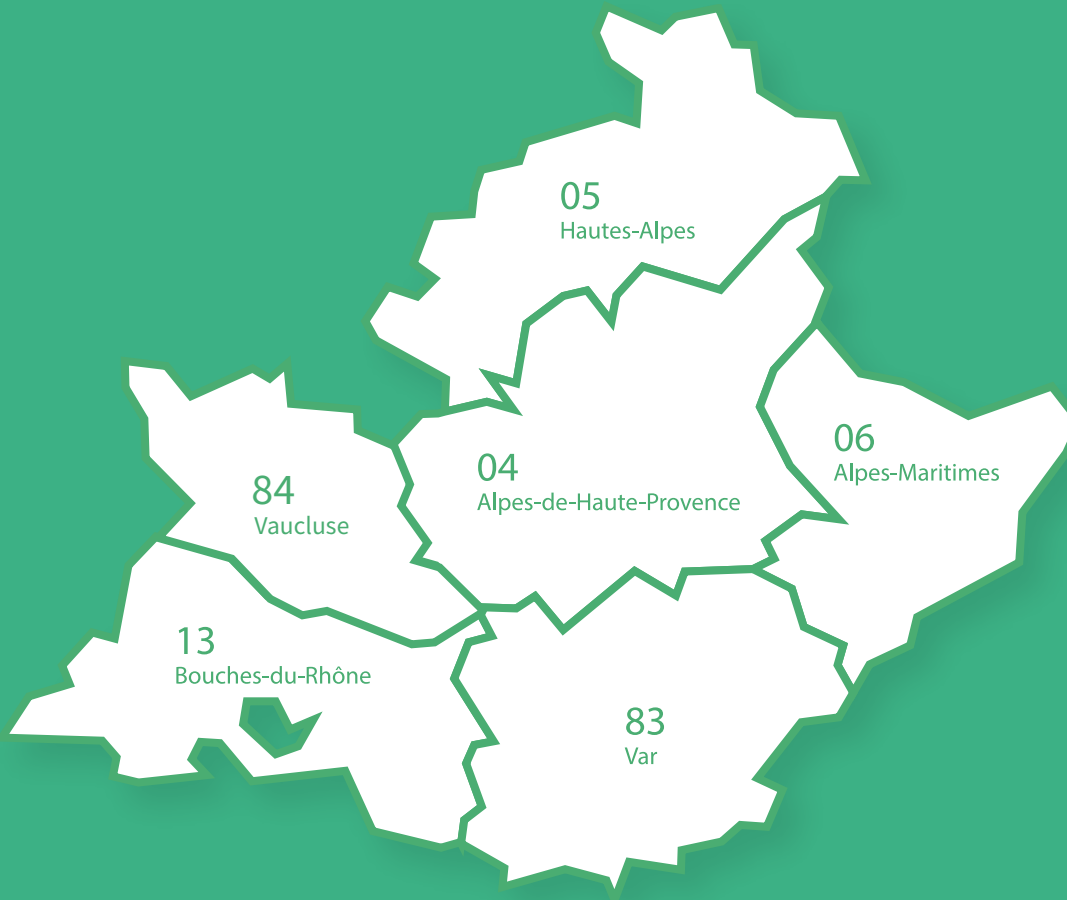 05
Hautes-Alpes
06
Alpes-Maritimes
04
Alpes-de-Haute-Provence
84
Vaucluse
13
Bouches-du-Rhône
83
Var